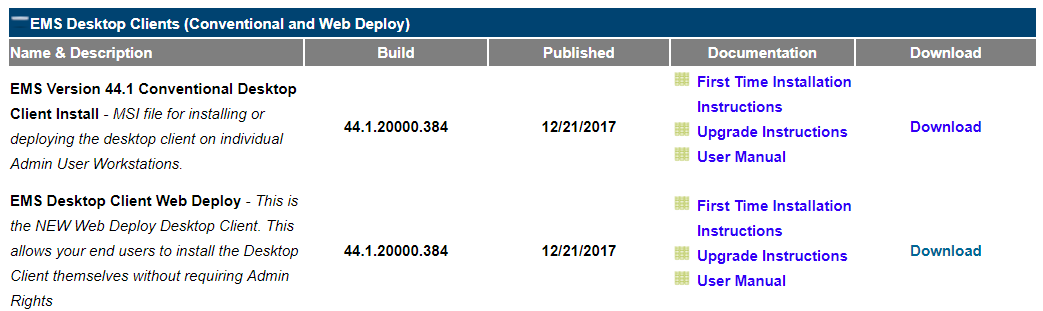 EMS Desktop Clients (Conventional and Web Deploy)
Name & Description Build Published Documentation Download
EMS Version 44.1 Conventional Desktop
Client Install - MSI file for installing or
deploying the desktop client on individual
Admin User Workstations.
44.1.20000.384
12/21/2017
First Time Installation
Instructions
Upgrade Instructions
User Manual
Download
EMS Desktop Client Web Deploy - This is
the NEW Web Deploy Desktop Client. This
allows your end users to install the Desktop
Client themselves without requiring Admin
Rights
44.1.20000.384
12/21/2017
First Time Installation
Instructions
Upgrade Instructions
User Manual
Download